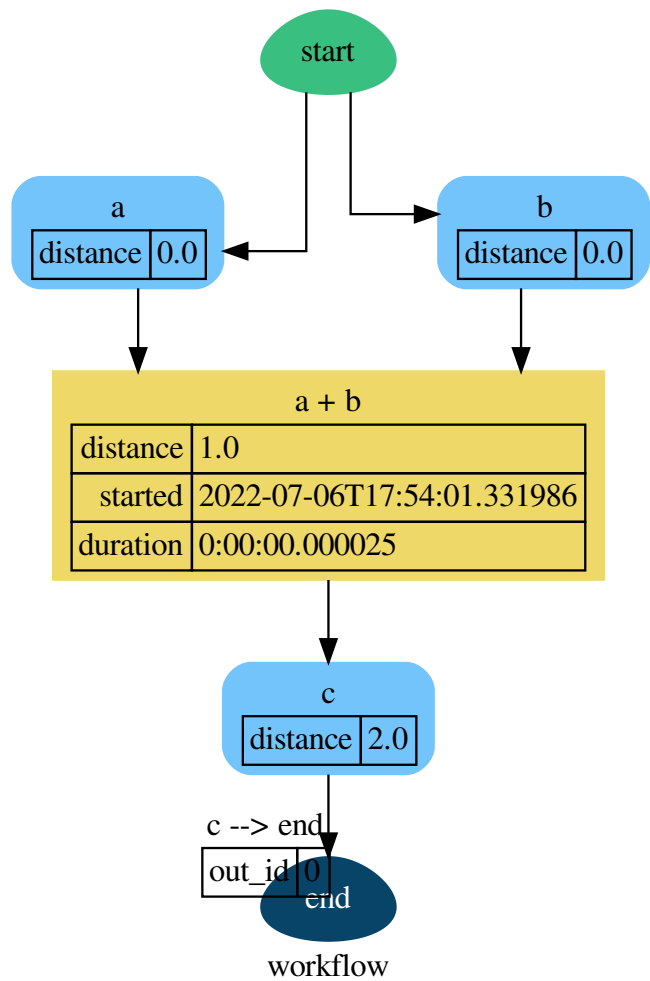 start
a
distance 0.0
b
distance 0.0
a + b
distance 1.0
started 2022-07-06T17:54:01.331986
duration 0:00:00.000025
c
distance 2.0
c --> end
out_id 0
end
workflow